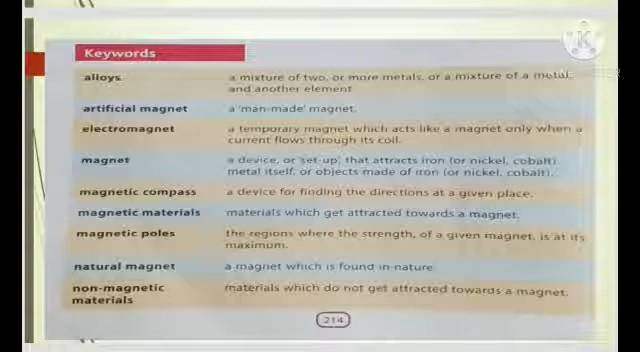 Keywords
alloys a mixture of two, or more metals, or a mixture of a metal,
and another element
artificial magnet a 'man-made' magnet.
electromagnet a temporary magnet which acts like a magnet only when a
current flows through its coil.
magnet a device, or 'set-up', that attracts iron (or nickel, cobalt)
metal itself, or objects made of iron (or nickel, cobalt).
magnetic compass a device for finding the directions at a given place.
magnetic materials materials which get attracted towards a magnet.
magnetic poles the regions where the strength, of a given magnet, is at its
maximum.
natural magnet a magnet which is found in nature.
non-magnetic materials which do not get attracted towards a magnet.
materials
214